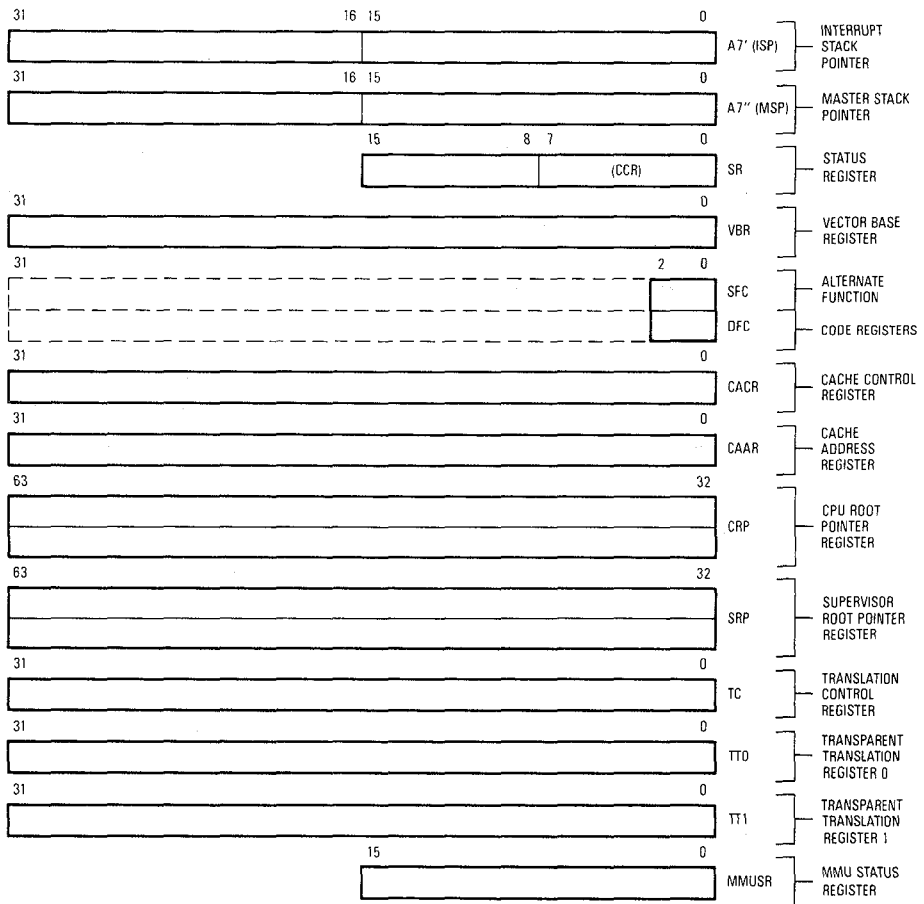 31 16 15 0
A7' (ISP) INTERRUPT
STACK
POINTER
31 16 15 0
A7" (MSP) MASTER STACK
POINTER
15 8 7 0
(CCR) SR STATUS
REGISTER
31 0
VBR VECTOR BASE
REGISTER
31 2 0
SFC ALTERNATE
FUNCTION
DFC CODE REGISTERS
31 0
CACR CACHE CONTROL
REGISTER
31 0
CAAR CACHE
ADDRESS
REGISTER
63 32
CRP CPU ROOT
POINTER
REGISTER
63 32
SRP SUPERVISOR
ROOT POINTER
REGISTER
31 0
TC TRANSLATION
CONTROL
REGISTER
31 0
TT0 TRANSPARENT
TRANSLATION
REGISTER 0
31 0
TT1 TRANSPARENT
TRANSLATION
REGISTER 1
15 0
MMUSR MMU STATUS
REGISTER